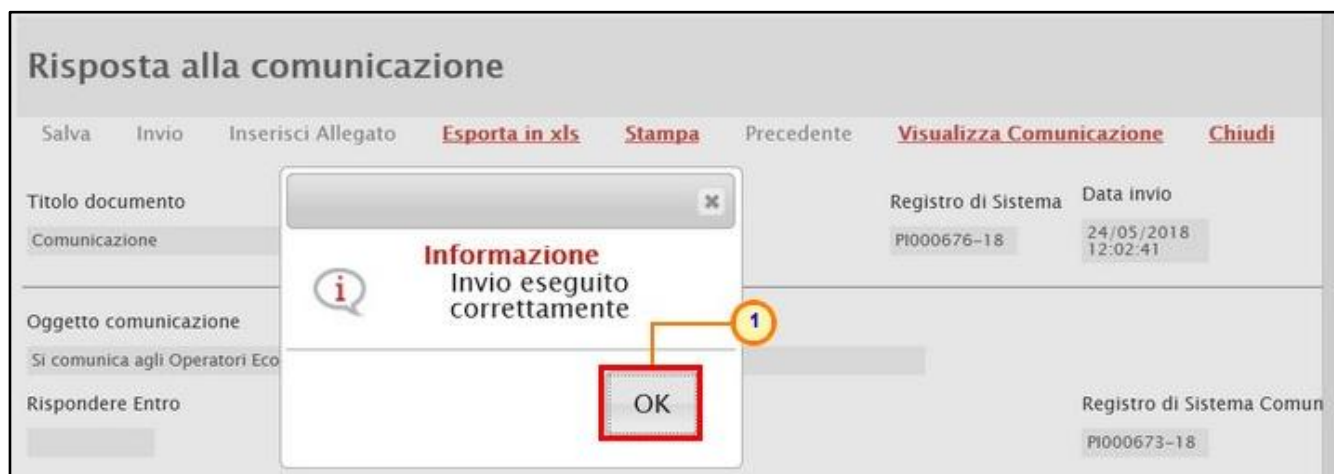 Risposta alla comunicazione
Salva Invio Inserisci Allegato Esporta in xls Stampa Precedente Visualizza Comunicazione Chiudi
Titolo documento Registro di Sistema Data invio
Comunicazione PI000676-18 24/05/2018
12:02:41
Informazione
Invio eseguito
correttamente
1
Oggetto comunicazione
Si comunica agli Operatori Eco
OK
Rispondere Entro Registro di Sistema Comun
PI000673-18